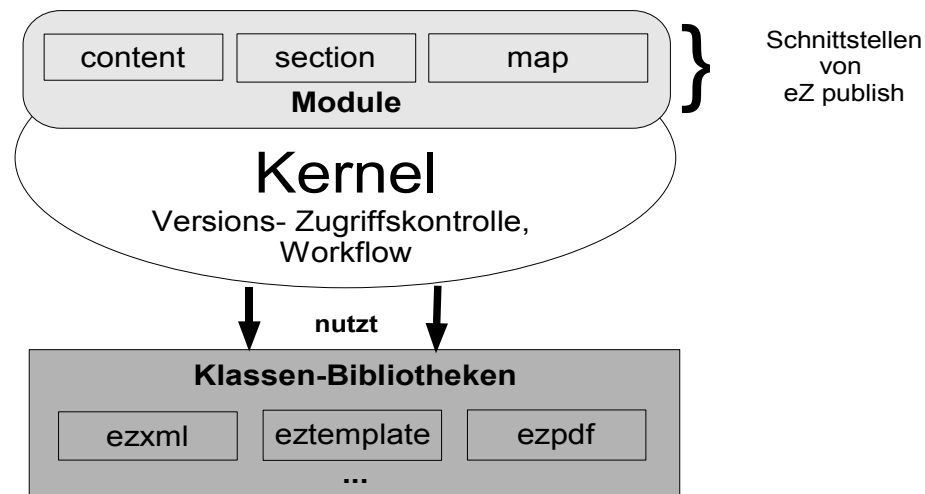 content
section
map
Module
}
Schnittstellen
von
eZ publish
Kernel
Versions- Zugriffskontrolle,
Workflow
nutzt
Klassen-Bibliotheken
ezxml
eztemplate
ezpdf
...